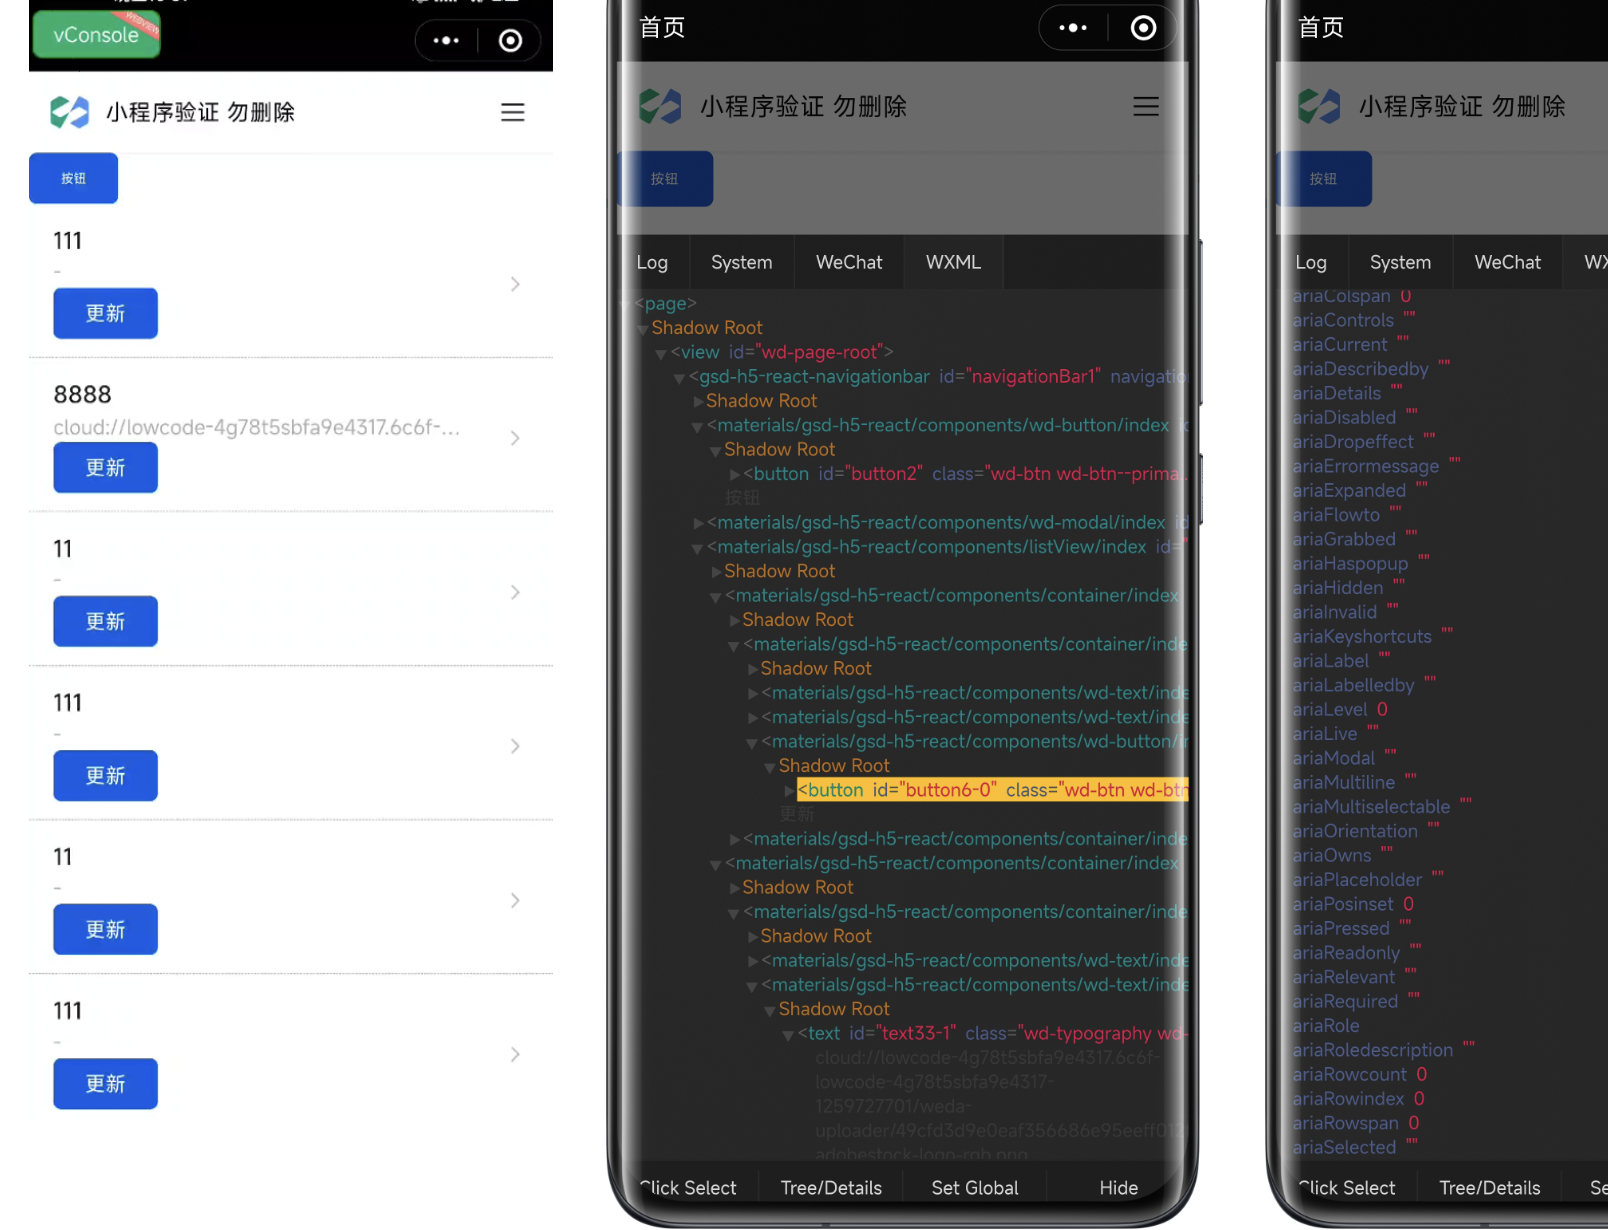 vConsole
WEBVIEW
小程序验证 勿删除
按钮
111
-
更新
8888
cloud://lowcode-4g78t5sbfa9e4317.6c6f-...
更新
11
-
更新
111
-
更新
11
-
更新
111
-
更新
首页
小程序验证 勿删除
按钮
Log System WeChat WXML
<page>
Shadow Root
<view id="wd-page-root">
<gsd-h5-react-navigationbar id="navigationBar1" navigatio
Shadow Root
<materials/gsd-h5-react/components/wd-button/index
Shadow Root
<button id="button2" class="wd-btn wd-btn--prima...
按钮
<materials/gsd-h5-react/components/wd-modal/index id
<materials/gsd-h5-react/components/listView/index id="
Shadow Root
<materials/gsd-h5-react/components/container/index
Shadow Root
<materials/gsd-h5-react/components/container/inde
Shadow Root
<materials/gsd-h5-react/components/wd-text/inde
<materials/gsd-h5-react/components/wd-text/inde
<materials/gsd-h5-react/components/wd-button/in
Shadow Root
<button id="button6-0" class="wd-btn wd-btn
更新
<materials/gsd-h5-react/components/container/inde
<materials/gsd-h5-react/components/container/index
Shadow Root
<materials/gsd-h5-react/components/container/inde
Shadow Root
<materials/gsd-h5-react/components/wd-text/inde
<materials/gsd-h5-react/components/wd-text/inde
Shadow Root
<text id="text33-1" class="wd-typography wd-
cloud://lowcode-4g78t5sbfa9e4317.6c6f-
lowcode-4g78t5sbfa9e4317-
1259727701/weda-
uploader/49cfd3d9e0eaf356686e95eeff012
adobestock-logo-rgb.png
Click Select Tree/Details Set Global Hide
首页
小程序验证 勿删除
按钮
Log System WeChat WX
ariaColspan 0
ariaControls ""
ariaCurrent ""
ariaDescribedby ""
ariaDetails ""
ariaDisabled ""
ariaDropeffect ""
ariaErrormessage ""
ariaExpanded ""
ariaFlowto ""
ariaGrabbed ""
ariaHaspopup ""
ariaHidden ""
ariaInvalid ""
ariaKeyshortcuts ""
ariaLabel ""
ariaLabelledby ""
ariaLevel 0
ariaLive ""
ariaModal ""
ariaMultiline ""
ariaMultiselectable ""
ariaOrientation ""
ariaOwns ""
ariaPlaceholder ""
ariaPosinset 0
ariaPressed ""
ariaReadonly ""
ariaRelevant ""
ariaRequired ""
ariaRole
ariaRoledescription ""
ariaRowcount 0
ariaRowindex 0
ariaRowspan 0
ariaSelected ""
Click Select Tree/Details Se